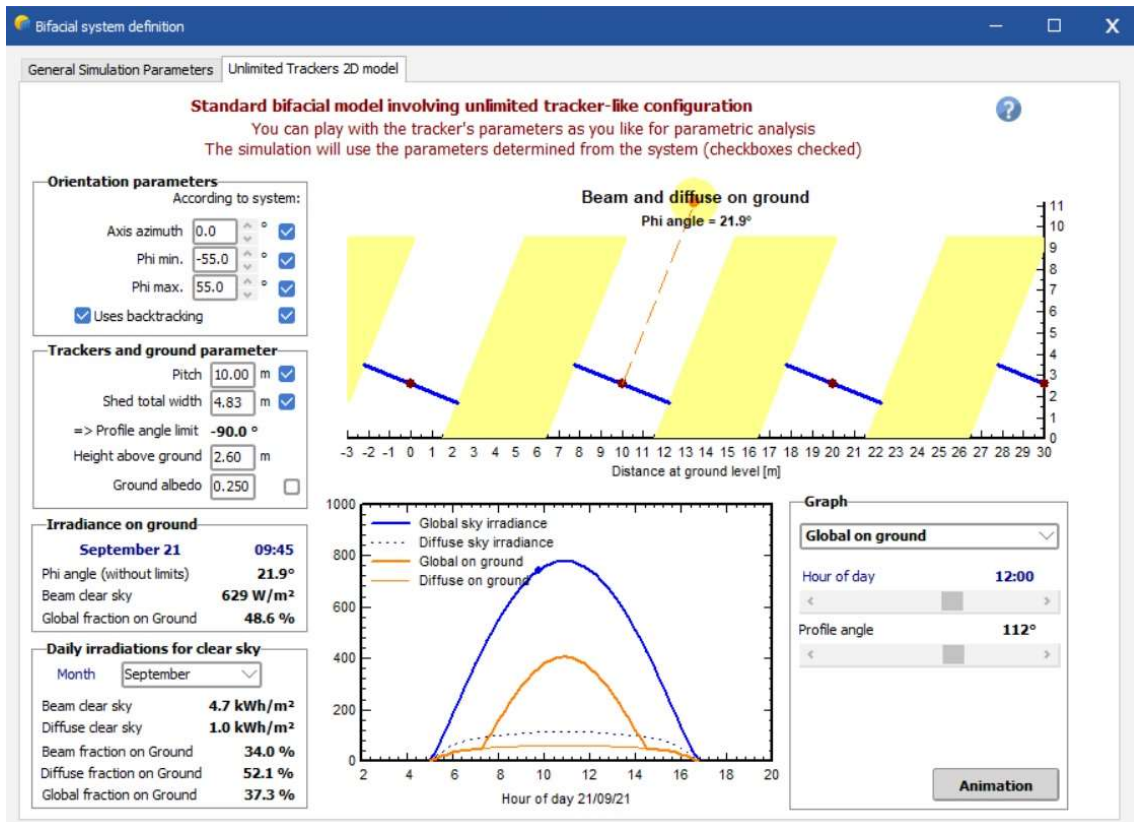 Bifacial system definition
General Simulation Parameters
Unlimited Trackers 2D model
Standard bifacial model involving unlimited tracker-like configuration
You can play with the tracker's parameters as you like for parametric analysis
The simulation will use the parameters determined from the system (checkboxes checked)
?
Orientation parameters
According to system:
Axis azimuth 0.0 °
Phi min. -55.0 °
Phi max. 55.0 °
Uses backtracking
Trackers and ground parameter
Pitch 10.00 m
Shed total width 4.83 m
=> Profile angle limit -90.0 °
Height above ground 2.60 m
Ground albedo 0.250
Irradiance on ground
September 21 09:45
Phi angle (without limits) 21.9°
Beam clear sky 629 W/m²
Global fraction on Ground 48.6 %
Daily irradiations for clear sky
Month September
Beam clear sky 4.7 kWh/m²
Diffuse clear sky 1.0 kWh/m²
Beam fraction on Ground 34.0 %
Diffuse fraction on Ground 52.1 %
Global fraction on Ground 37.3 %
Beam and diffuse on ground
Phi angle = 21.9°
11
10
9
8
7
6
5
4
3
2
1
0
-3 -2 -1 0 1 2 3 4 5 6 7 8 9 10 11 12 13 14 15 16 17 18 19 20 21 22 23 24 25 26 27 28 29 30
Distance at ground level [m]
1000
800
600
400
200
0
Global sky irradiance
Diffuse sky irradiance
Global on ground
Diffuse on ground
2 4 6 8 10 12 14 16 18 20
Hour of day 21/09/21
Graph
Global on ground
Hour of day 12:00
Profile angle 112°
Animation